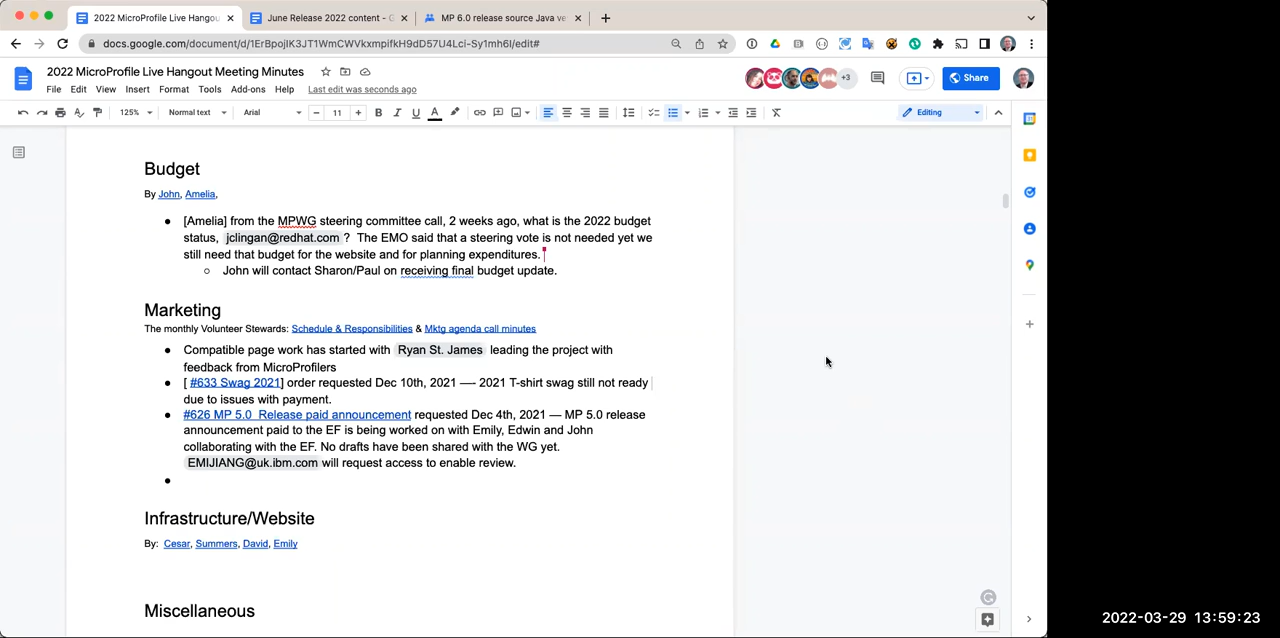 2022 MicroProfile Live Hangou
June Release 2022 content - G
MP 6.0 release source Java ve
docs.google.com/document/d/1ErBpojIK3JT1WmCWVkxmpifkH9dD57U4Lci-Sy1mh6I/edit#
2022 MicroProfile Live Hangout Meeting Minutes
File Edit View Insert Format Tools Add-ons Help Last edit was seconds ago
+3
Share
125% Normal text Arial 11 B I U A Editing
Budget
By John, Amelia,
[Amelia] from the MPWG steering committee call, 2 weeks ago, what is the 2022 budget
status, jclingan@redhat.com ? The EMO said that a steering vote is not needed yet we
still need that budget for the website and for planning expenditures.
John will contact Sharon/Paul on receiving final budget update.
Marketing
The monthly Volunteer Stewards: Schedule & Responsibilities & Mktg agenda call minutes
Compatible page work has started with Ryan St. James leading the project with
feedback from MicroProfilers
[ #633 Swag 2021] order requested Dec 10th, 2021 —- 2021 T-shirt swag still not ready
due to issues with payment.
#626 MP 5.0 Release paid announcement requested Dec 4th, 2021 — MP 5.0 release
announcement paid to the EF is being worked on with Emily, Edwin and John
collaborating with the EF. No drafts have been shared with the WG yet.
EMIJIANG@uk.ibm.com will request access to enable review.
Infrastructure/Website
By: Cesar, Summers, David, Emily
Miscellaneous
2022-03-29 13:59:23